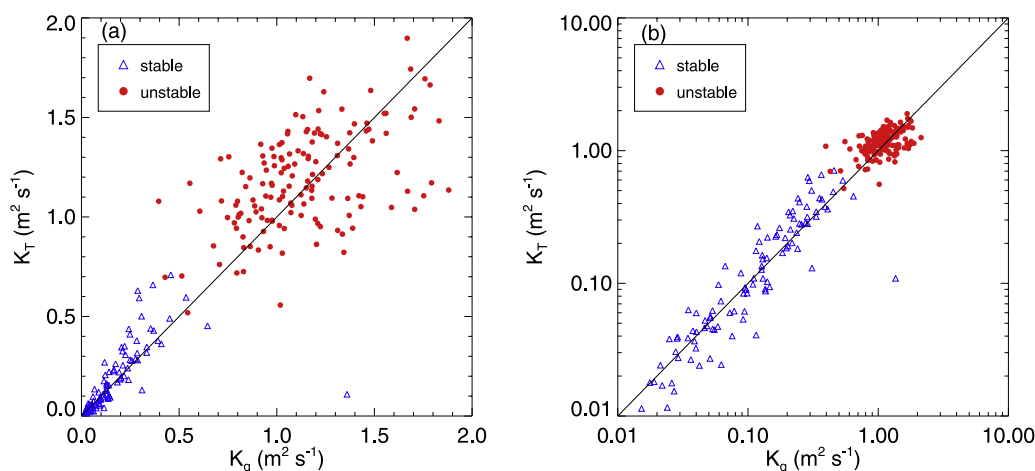 (a)
stable
unstable
2.0
1.5
1.0
0.5
0.0
K_T (m² s⁻¹)
0.0 0.5 1.0 1.5 2.0
K_q (m² s⁻¹)
(b)
stable
unstable
10.00
1.00
0.10
0.01
K_T (m² s⁻¹)
0.01 0.10 1.00 10.00
K_q (m² s⁻¹)